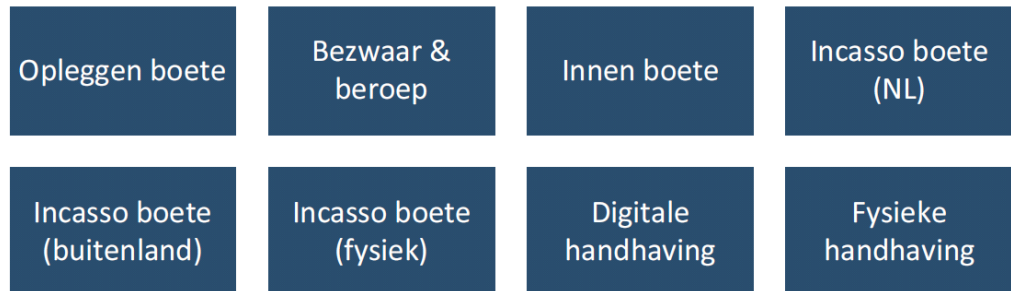 Opleggen boete
Bezwaar &
beroep
Innen boete
Incasso boete
(NL)
Incasso boete
(buitenland)
Incasso boete
(fysiek)
Digitale
handhaving
Fysieke
handhaving